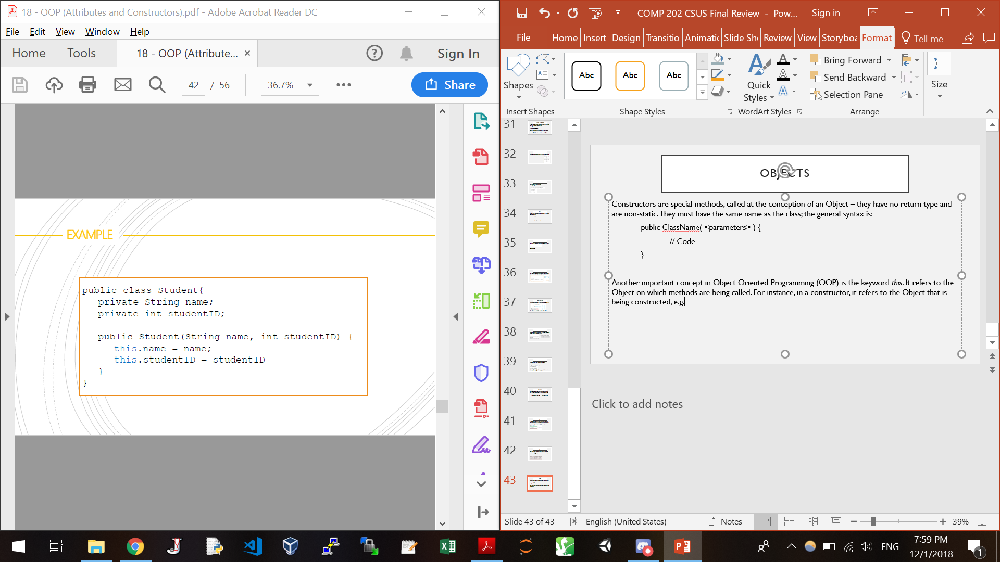 18 - OOP (Attributes and Constructors).pdf - Adobe Acrobat Reader DC
File Edit View Window Help
Home Tools 18 - OOP (Attribute... ×
Sign In
42 / 56
36.7%
Share
EXAMPLE
public class Student{
private String name;
private int studentID;
public Student(String name, int studentID) {
this.name = name;
this.studentID = studentID
}
}
COMP 202 CSUS Final Review - Pow...
Sign in
File Home Insert Design Transitio Animatic Slide Sh Review View Storyboa Format Tell me
Shapes
Insert Shapes
Abc Abc Abc
Shape Styles
Quick
Styles
WordArt Styles
Bring Forward
Send Backward
Selection Pane
Arrange
Size
31
32
33
34
35
36
37
38
39
40
41
42
43
OBJECTS
Constructors are special methods, called at the conception of an Object – they have no return type and
are non-static. They must have the same name as the class; the general syntax is:
public ClassName( <parameters> ) {
// Code
}
Another important concept in Object Oriented Programming (OOP) is the keyword this. It refers to the
Object on which methods are being called. For instance, in a constructor, it refers to the Object that is
being constructed, e.g.
Click to add notes
Slide 43 of 43 English (United States) Notes 39%
ENG
7:59 PM
12/1/2018
1